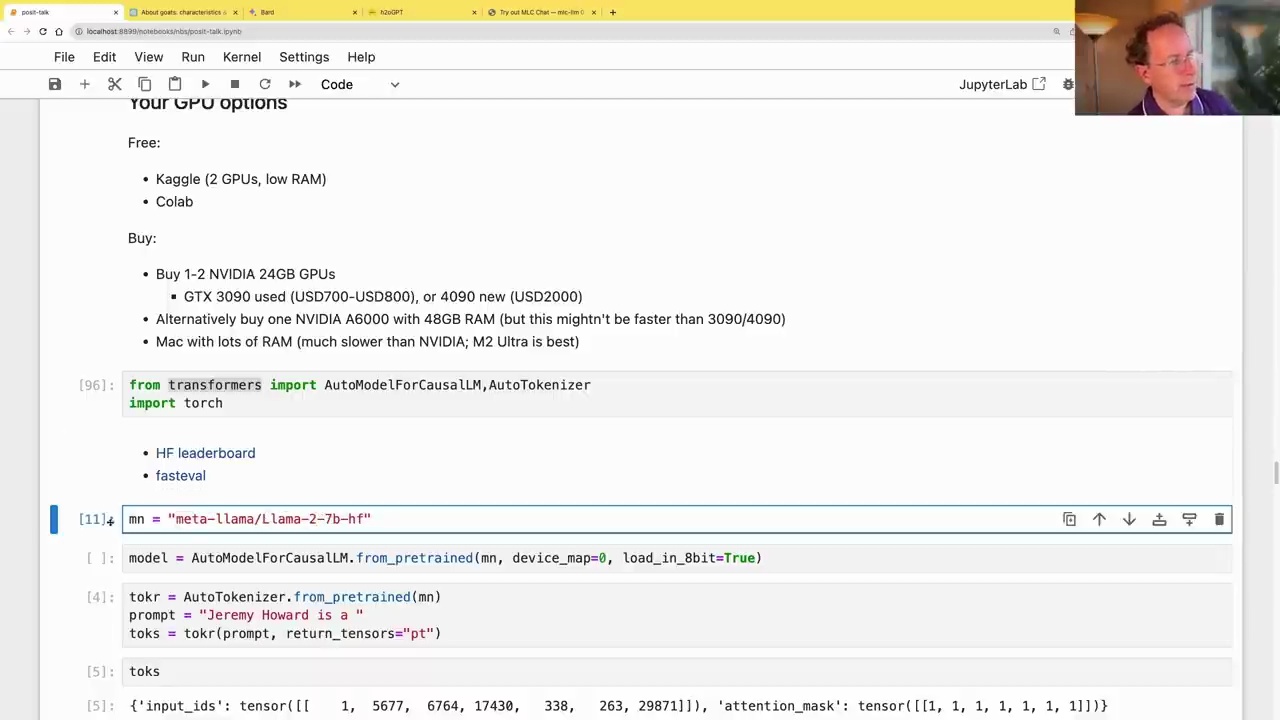 posit-talk
About goats: characteristics &
Bard
h2oGPT
Try out MLC Chat — mlc-llm 0
localhost:8899/notebooks/nbs/posit-talk.ipynb
File Edit View Run Kernel Settings Help
Code
JupyterLab
Your GPU options
Free:
• Kaggle (2 GPUs, low RAM)
• Colab
Buy:
• Buy 1-2 NVIDIA 24GB GPUs
▪ GTX 3090 used (USD700-USD800), or 4090 new (USD2000)
• Alternatively buy one NVIDIA A6000 with 48GB RAM (but this mightn't be faster than 3090/4090)
• Mac with lots of RAM (much slower than NVIDIA; M2 Ultra is best)
[96]: from transformers import AutoModelForCausalLM,AutoTokenizer
import torch
• HF leaderboard
• fasteval
[11]: mn = "meta-llama/Llama-2-7b-hf"
[ ]: model = AutoModelForCausalLM.from_pretrained(mn, device_map=0, load_in_8bit=True)
[4]: tokr = AutoTokenizer.from_pretrained(mn)
prompt = "Jeremy Howard is a "
toks = tokr(prompt, return_tensors="pt")
[5]: toks
[5]: {'input_ids': tensor([[ 1, 5677, 6764, 17430, 338, 263, 29871]]), 'attention_mask': tensor([[1, 1, 1, 1, 1, 1, 1]])}